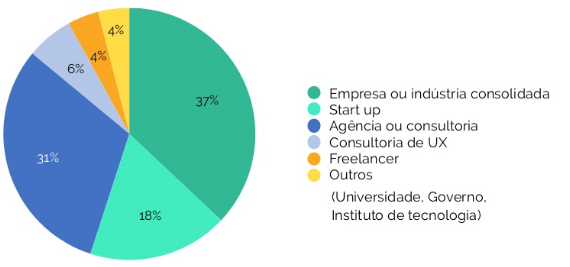 4%
4%
6%
37%
31%
18%
Empresa ou indústria consolidada
Start up
Agência ou consultoria
Consultoria de UX
Freelancer
Outros
(Universidade, Governo,
Instituto de tecnologia)